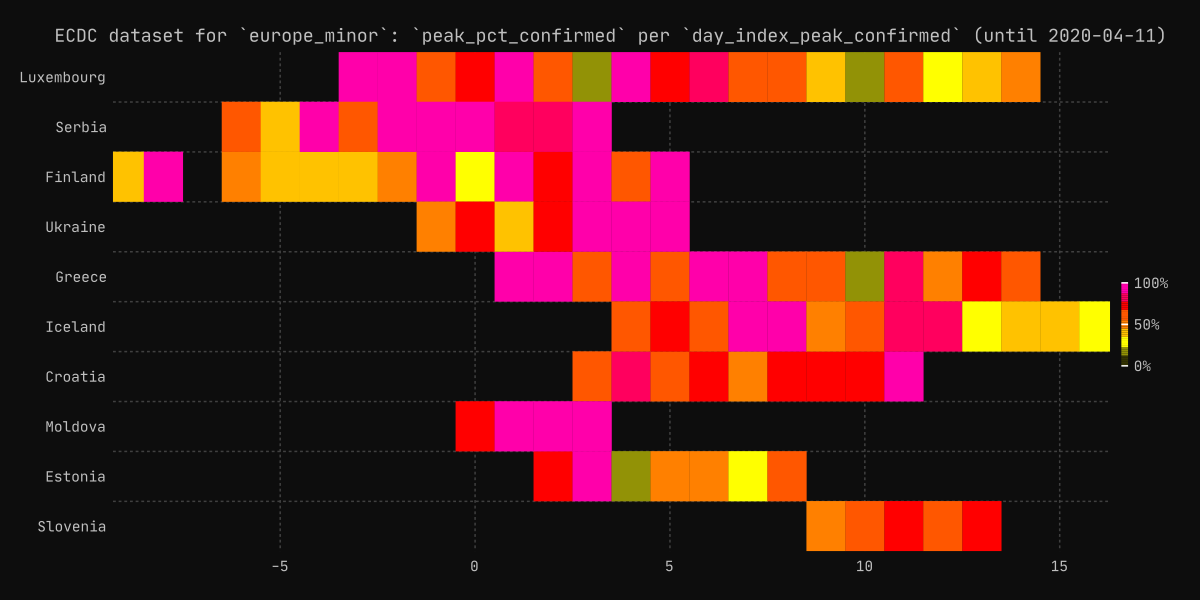 ECDC dataset for `europe_minor`: `peak_pct_confirmed` per `day_index_peak_confirmed` (until 2020-04-11)
Luxembourg
Serbia
Finland
Ukraine
Greece
Iceland
Croatia
Moldova
Estonia
Slovenia
100%
50%
0%
-5
0
5
10
15